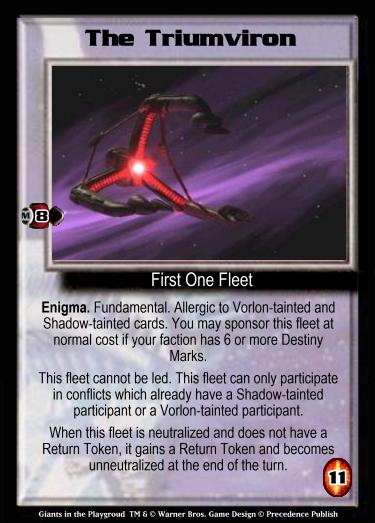 The Triumviron
M 8
First One Fleet
Enigma. Fundamental. Allergic to Vorlon-tainted and
Shadow-tainted cards. You may sponsor this fleet at
normal cost if your faction has 6 or more Destiny
Marks.
This fleet cannot be led. This fleet can only participate
in conflicts which already have a Shadow-tainted
participant or a Vorlon-tainted participant.
When this fleet is neutralized and does not have a
Return Token, it gains a Return Token and becomes
unneutralized at the end of the turn.
11
Giants in the Playgroud TM & © Warner Bros. Game Design © Precedence Publish